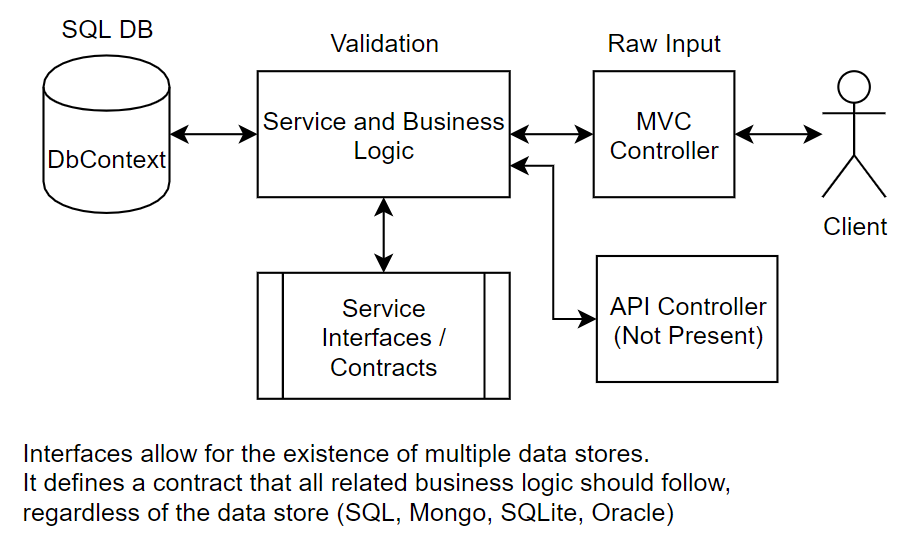 SQL DB
Validation
Raw Input
DbContext
Service and Business
Logic
MVC
Controller
Client
Service
Interfaces /
Contracts
API Controller
(Not Present)
Interfaces allow for the existence of multiple data stores.
It defines a contract that all related business logic should follow,
regardless of the data store (SQL, Mongo, SQLite, Oracle)